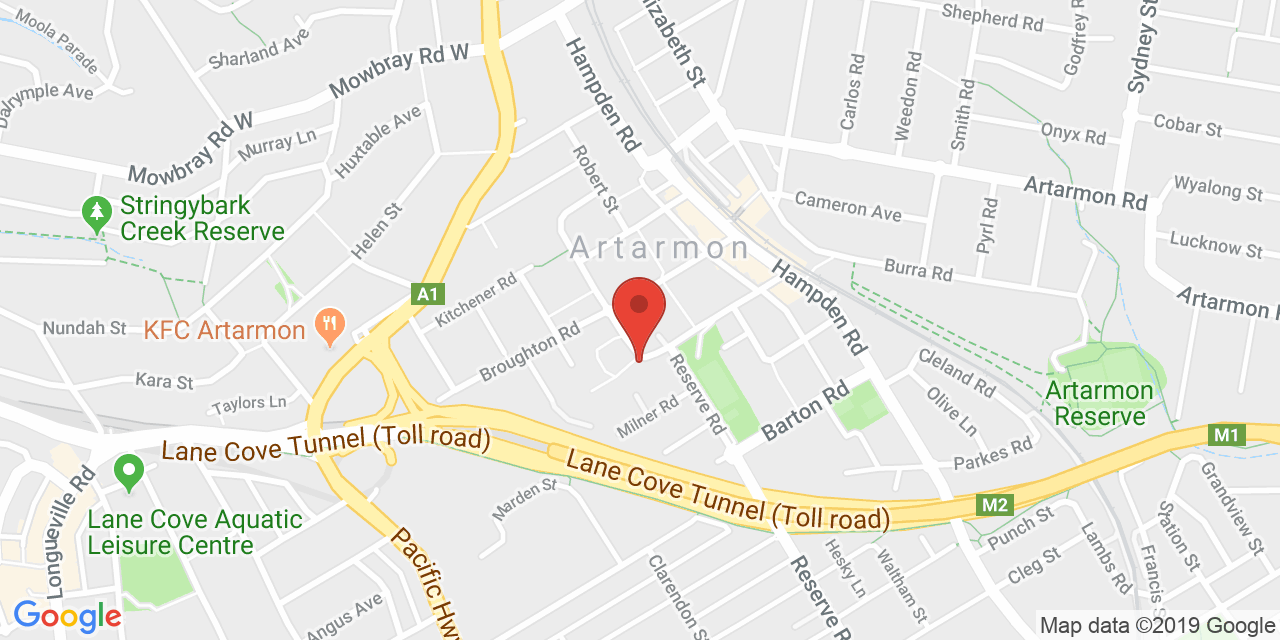 Moola Parade
Sharland Ave
Mowbray Rd W
Dalrymple Ave
Mowbray Rd W
Murray Ln
Huxtable Ave
Hampden Rd
Elizabeth St
Shepherd Rd
Godfrey R
Sydney St
Carlos Rd
Weedon Rd
Smith Rd
Onyx Rd
Cobar St
Robert St
Stringybark
Creek Reserve
Helen St
Artarmon
Cameron Ave
Artarmon Rd
Wyalong St
Pyrl Rd
Lucknow St
Burra Rd
Hampden Rd
Artarmon R
A1
Kitchener Rd
Nundah St
KFC Artarmon
Broughton Rd
Kara St
Taylors Ln
Reserve Rd
Milner Rd
Barton Rd
Cleland Rd
Olive Ln
Artarmon
Reserve
Parkes Rd
M1
Lane Cove Tunnel (Toll road)
Lane Cove Tunnel (Toll road)
M2
Longueville Rd
Lane Cove Aquatic
Leisure Centre
Marden St
Pacific Hwy
Angus Ave
Clarendon St
Reserve R
Hesky Ln
Waltham St
Punch St
Cleg St
Lambs Rd
Francis S
Station St
Grandview St
Google
Map data ©2019 Google